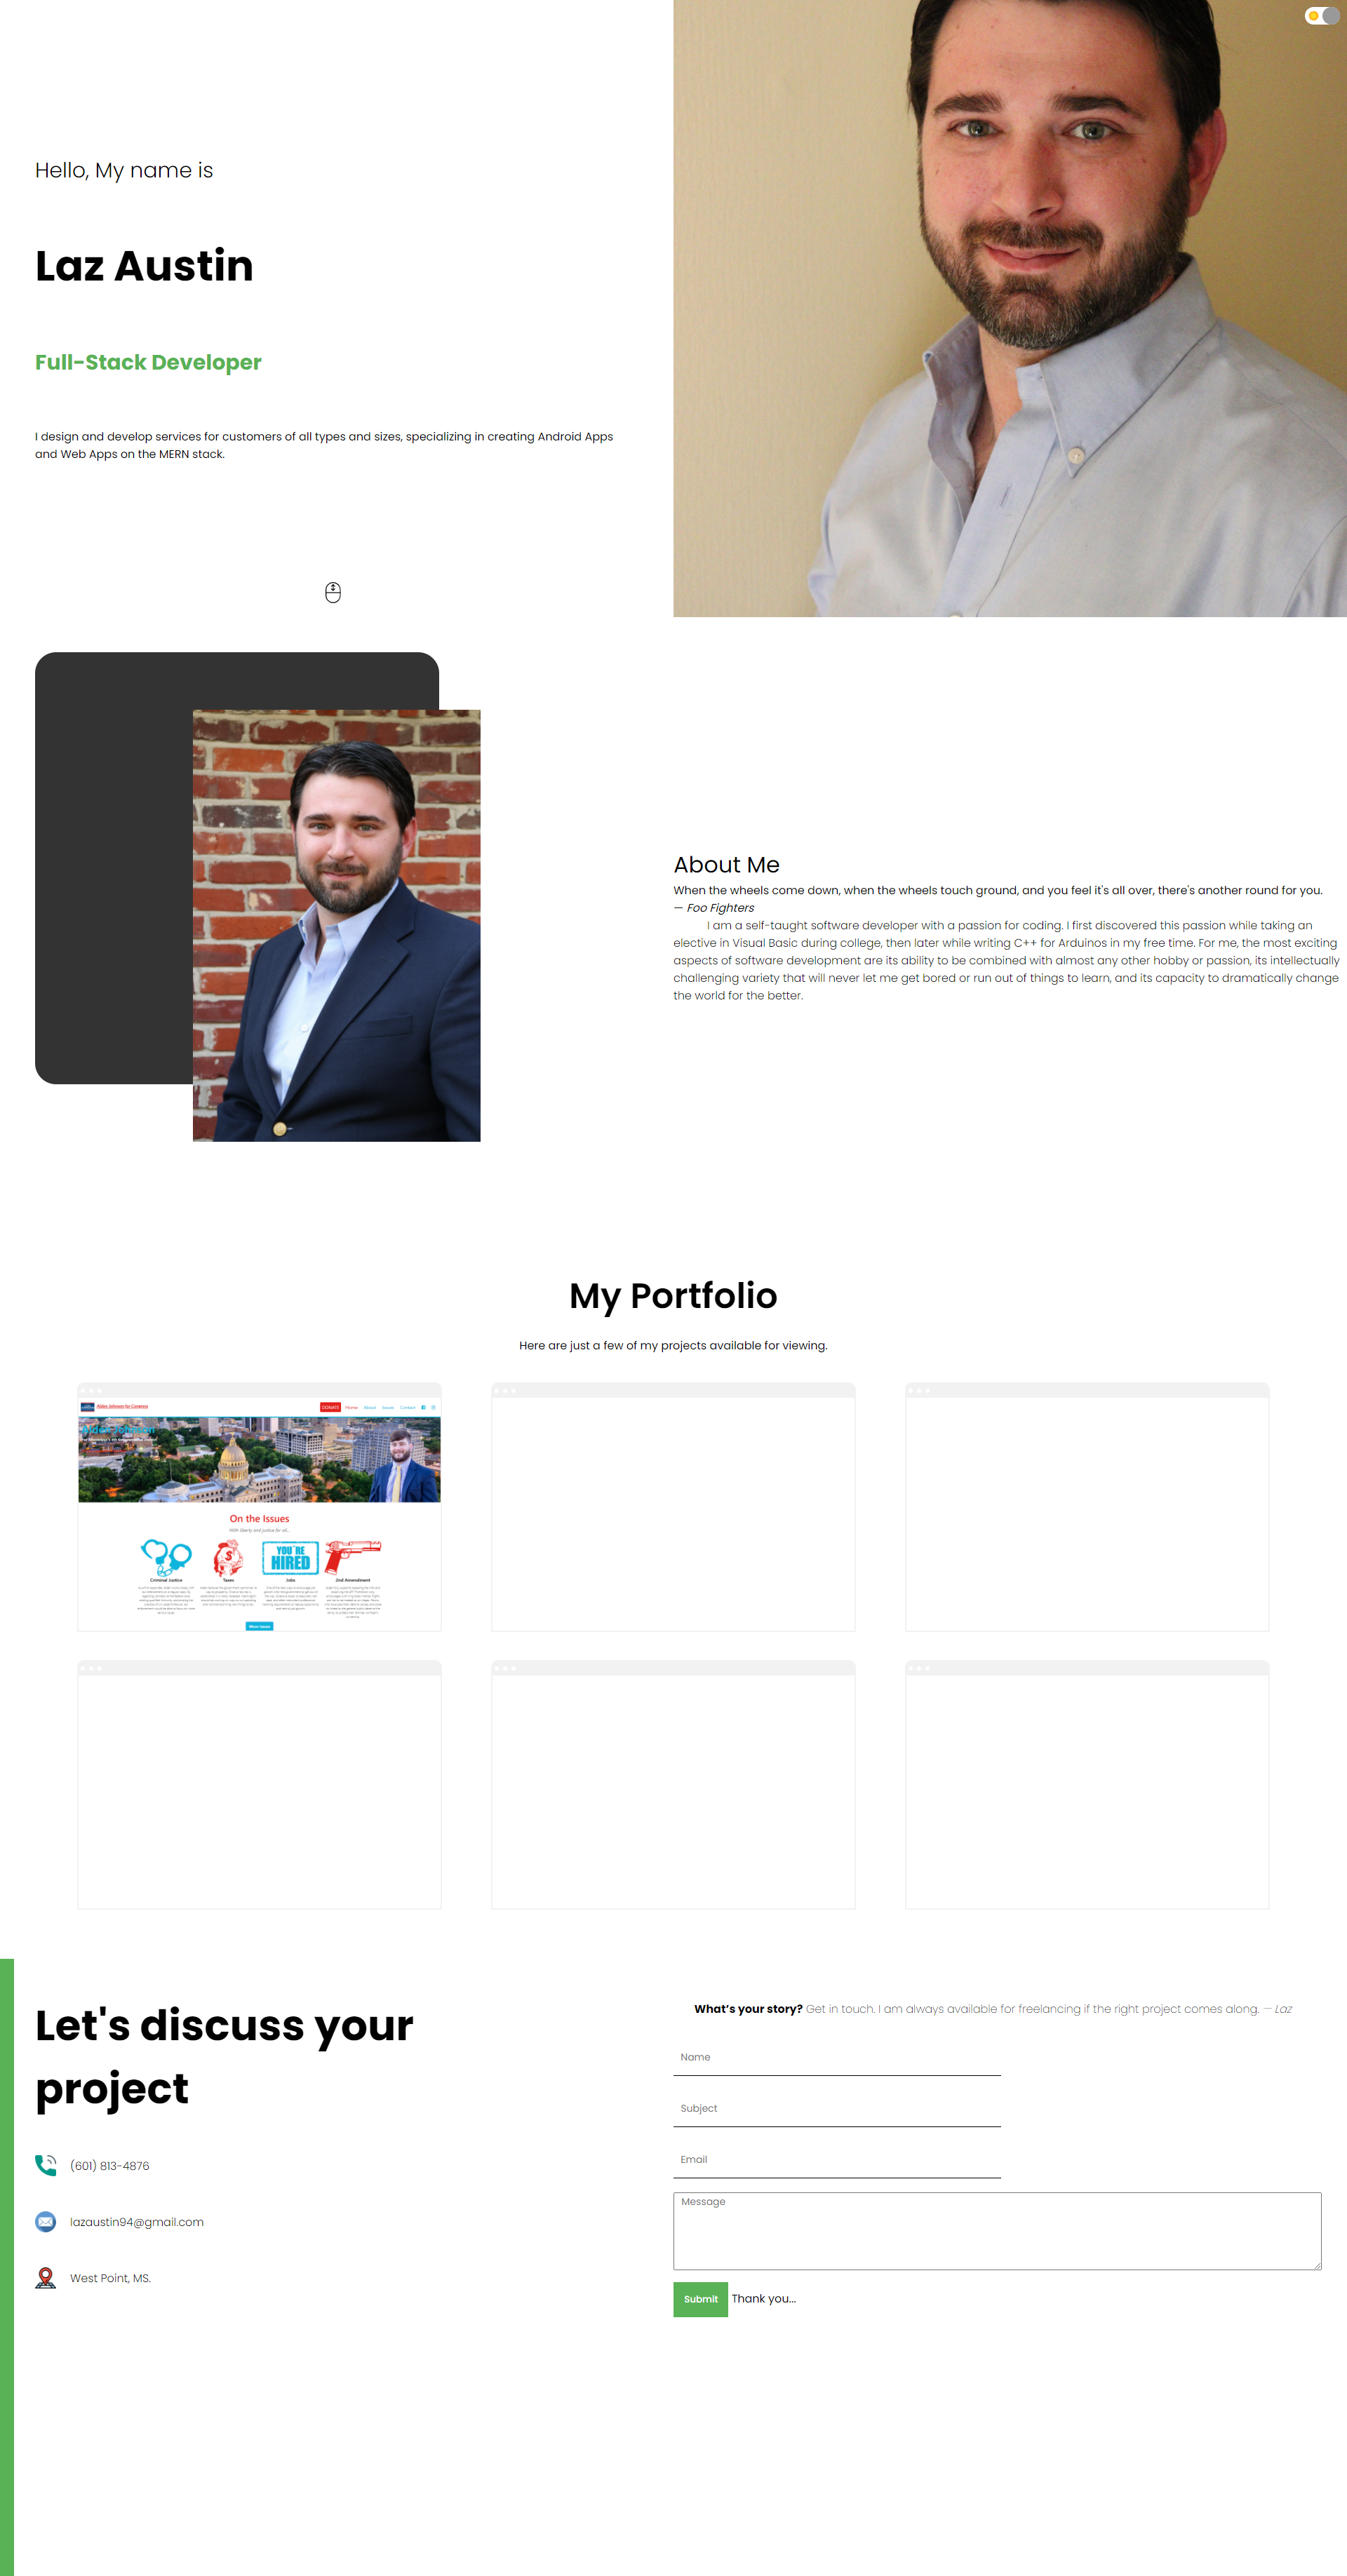 Hello, My name is
Laz Austin
Full-Stack Developer
I design and develop services for customers of all types and sizes, specializing in creating Android Apps
and Web Apps on the MERN stack.
About Me
When the wheels come down, when the wheels touch ground, and you feel it's all over, there's another round for you.
— Foo Fighters
I am a self-taught software developer with a passion for coding. I first discovered this passion while taking an
elective in Visual Basic during college, then later while writing C++ for Arduinos in my free time. For me, the most exciting
aspects of software development are its ability to be combined with almost any other hobby or passion, its intellectually
challenging variety that will never let me get bored or run out of things to learn, and its capacity to dramatically change
the world for the better.
My Portfolio
Here are just a few of my projects available for viewing.
DONATE Home About Issues Contact
On the Issues
With liberty and justice for all...
YOU'RE
HIRED
Criminal Justice Taxes Jobs 2nd Amendment
More Issues
Let's discuss your
project
(601) 813-4876
lazaustin94@gmail.com
West Point, MS.
What's your story? Get in touch. I am always available for freelancing if the right project comes along. — Laz
Name
Subject
Email
Message
Submit Thank you...